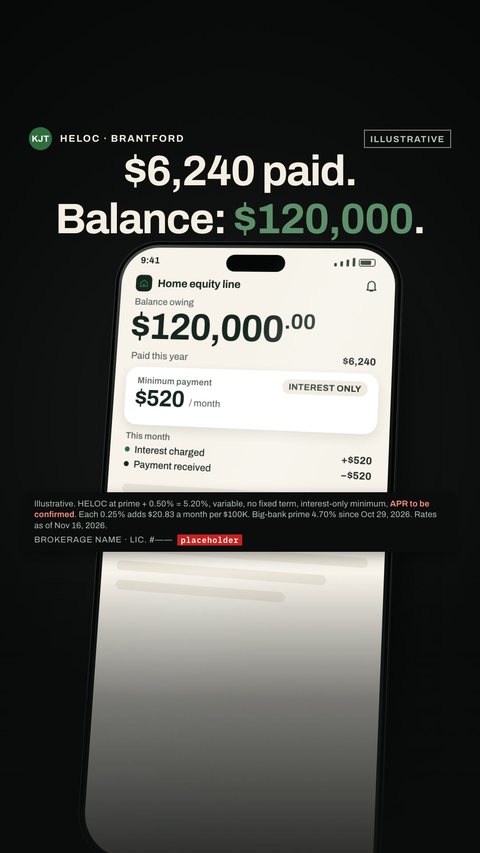 KJT HELOC · BRANTFORD
ILLUSTRATIVE
$6,240 paid.
Balance: $120,000.
9:41
Home equity line
Balance owing
$120,000.00
Paid this year
$6,240
Minimum payment
INTEREST ONLY
$520 / month
This month
Interest charged
+$520
Payment received
−$520
Illustrative. HELOC at prime + 0.50% = 5.20%, variable, no fixed term, interest-only minimum, APR to be
confirmed. Each 0.25% adds $20.83 a month per $100K. Big-bank prime 4.70% since Oct 29, 2026. Rates
as of Nov 16, 2026.
BROKERAGE NAME · LIC. #—— placeholder